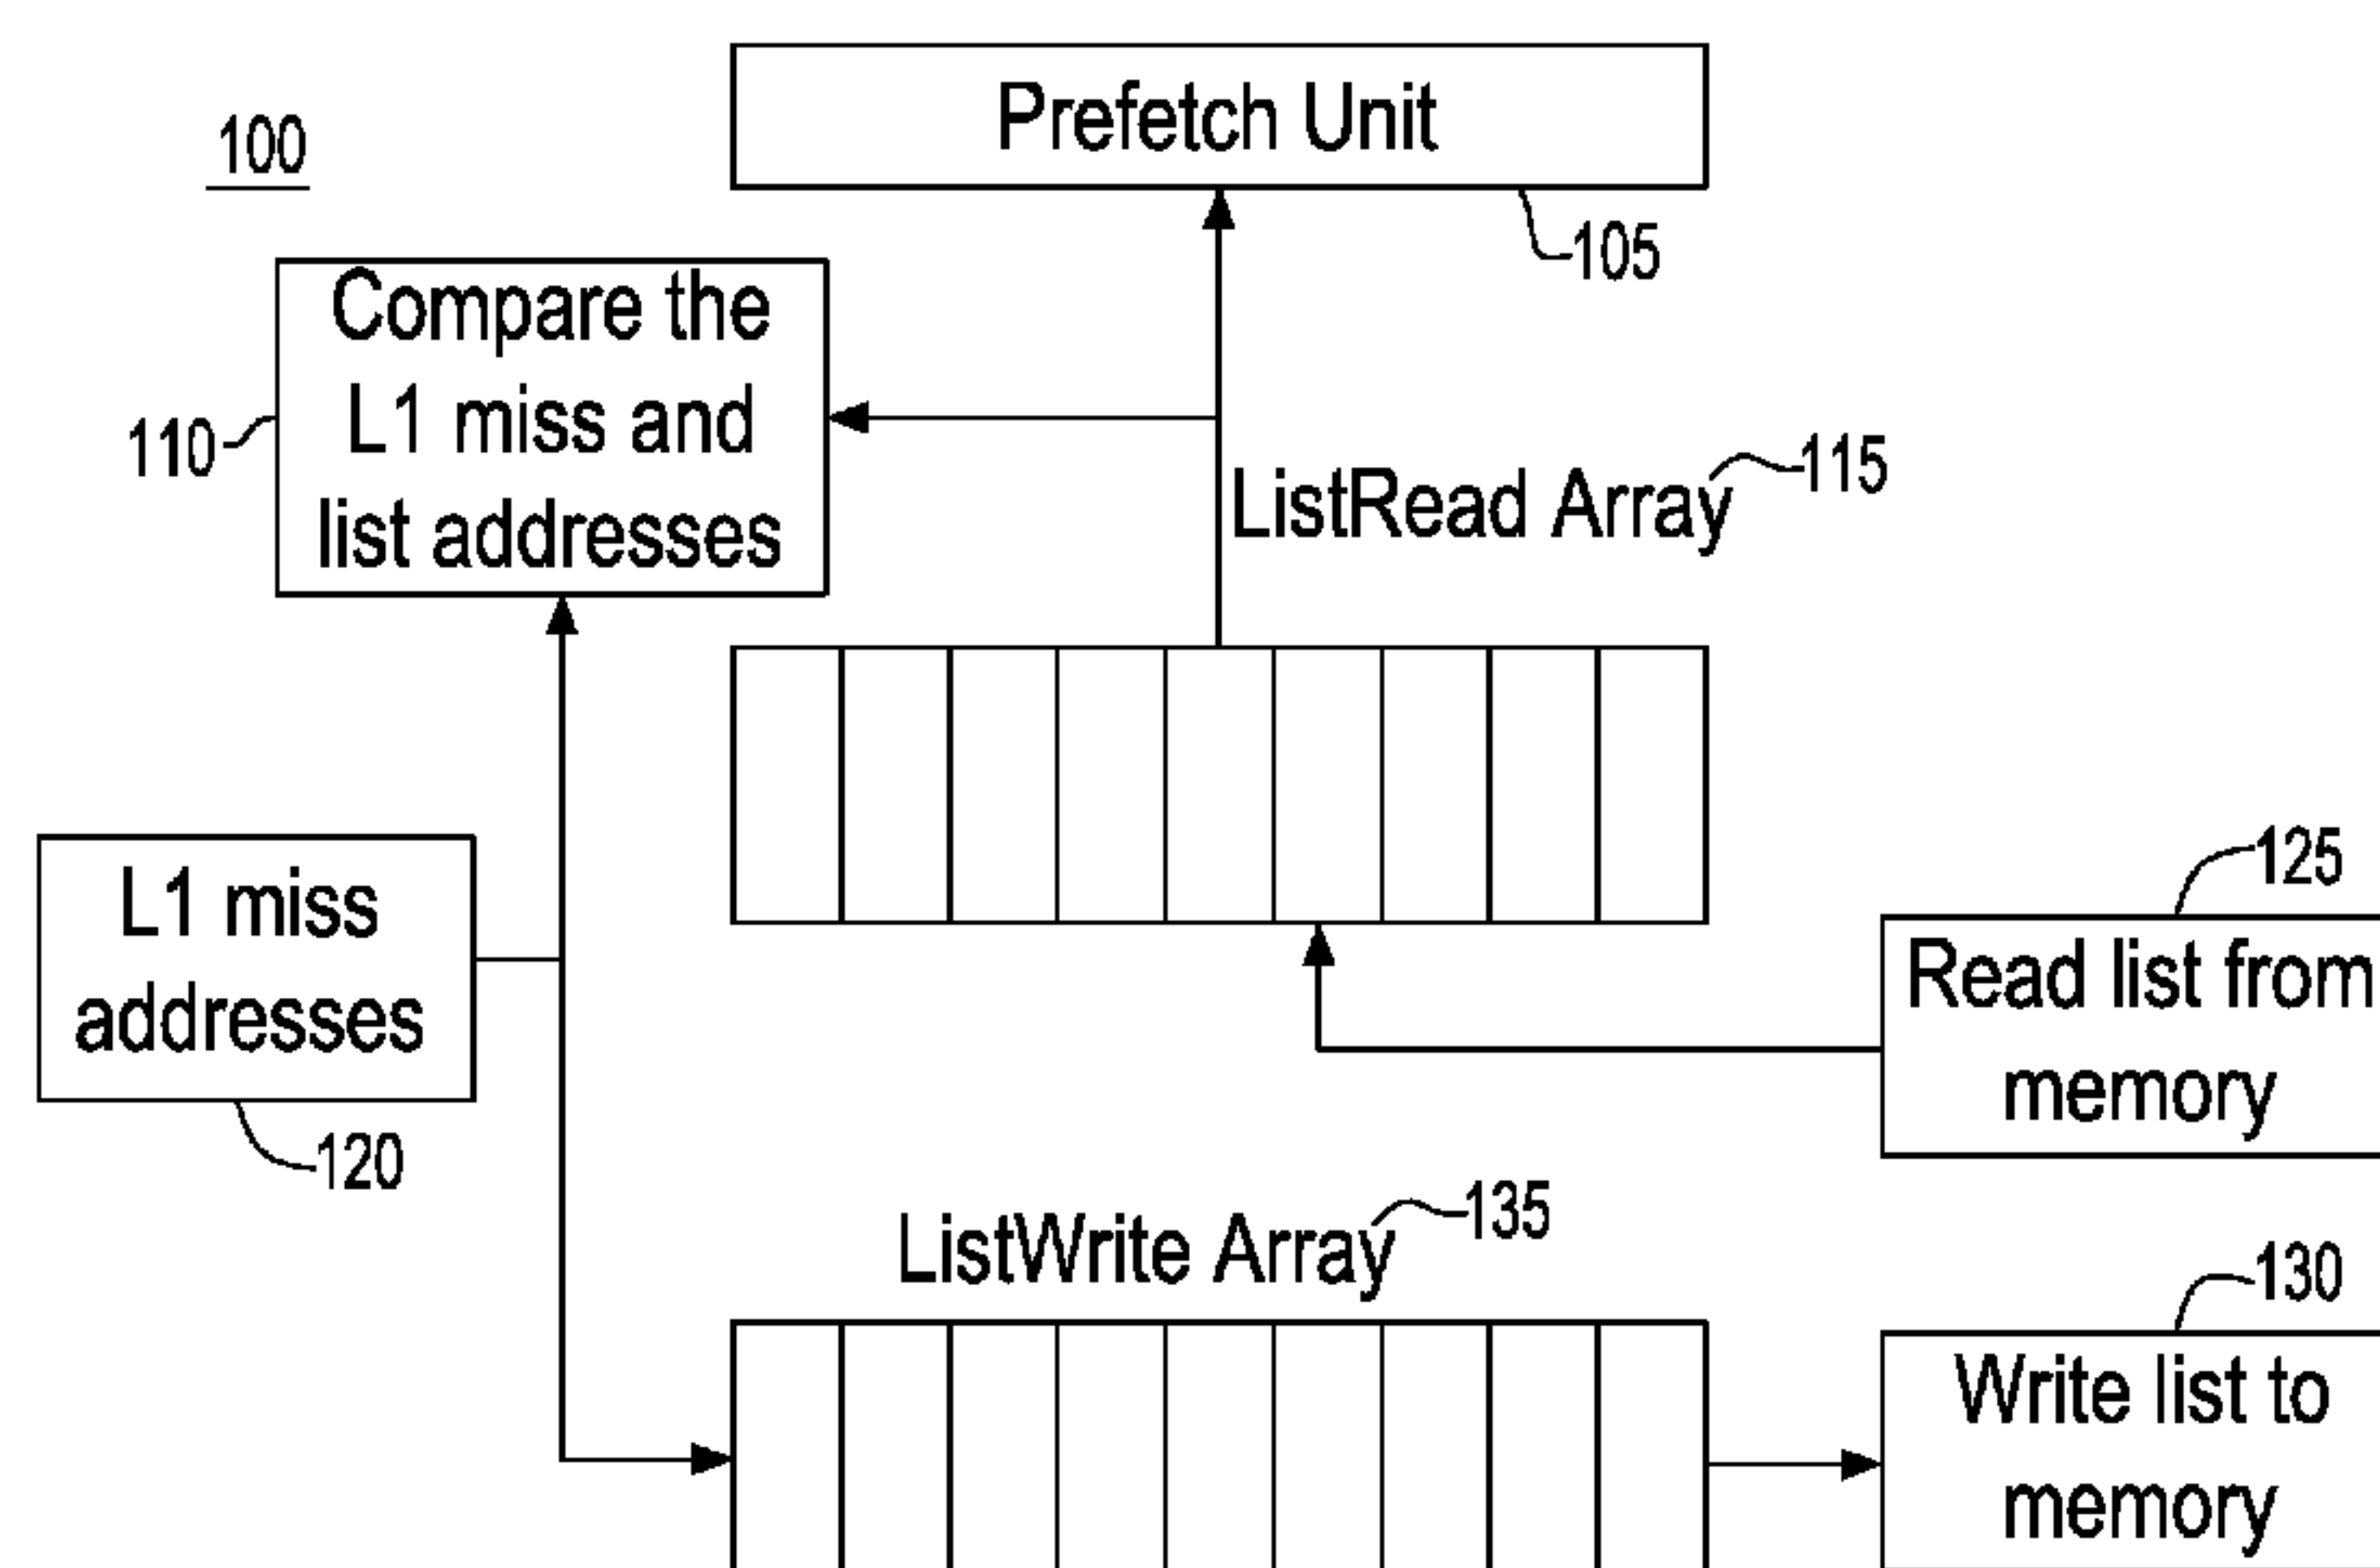 Prefetch Unit
100
105
Compare the
L1 miss and
list addresses
110
ListRead Array
115
L1 miss
addresses
120
125
Read list from
memory
ListWrite Array
135
130
Write list to
memory